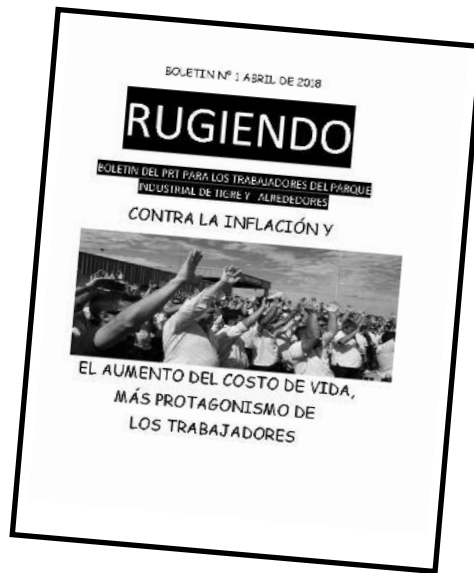 BOLETIN Nº 1 ABRIL DE 2018
RUGIENDO
BOLETIN DEL PRT PARA LOS TRABAJADORES DEL PARQUE
INDUSTRIAL DE TIGRE Y ALREDEDORES
CONTRA LA INFLACIÓN Y
EL AUMENTO DEL COSTO DE VIDA,
MÁS PROTAGONISMO DE
LOS TRABAJADORES